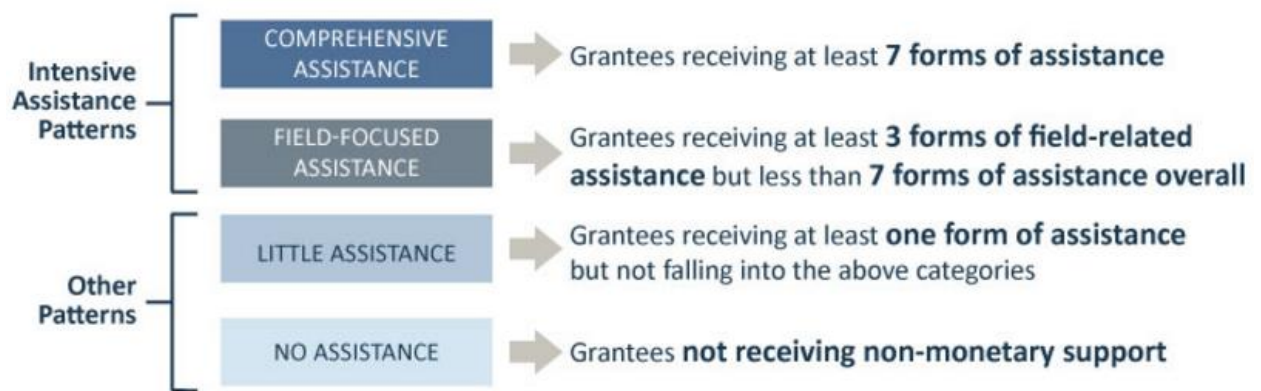 Intensive
Assistance
Patterns
COMPREHENSIVE
ASSISTANCE
Grantees receiving at least 7 forms of assistance
FIELD-FOCUSED
ASSISTANCE
Grantees receiving at least 3 forms of field-related
assistance but less than 7 forms of assistance overall
Other
Patterns
LITTLE ASSISTANCE
Grantees receiving at least one form of assistance
but not falling into the above categories
NO ASSISTANCE
Grantees not receiving non-monetary support